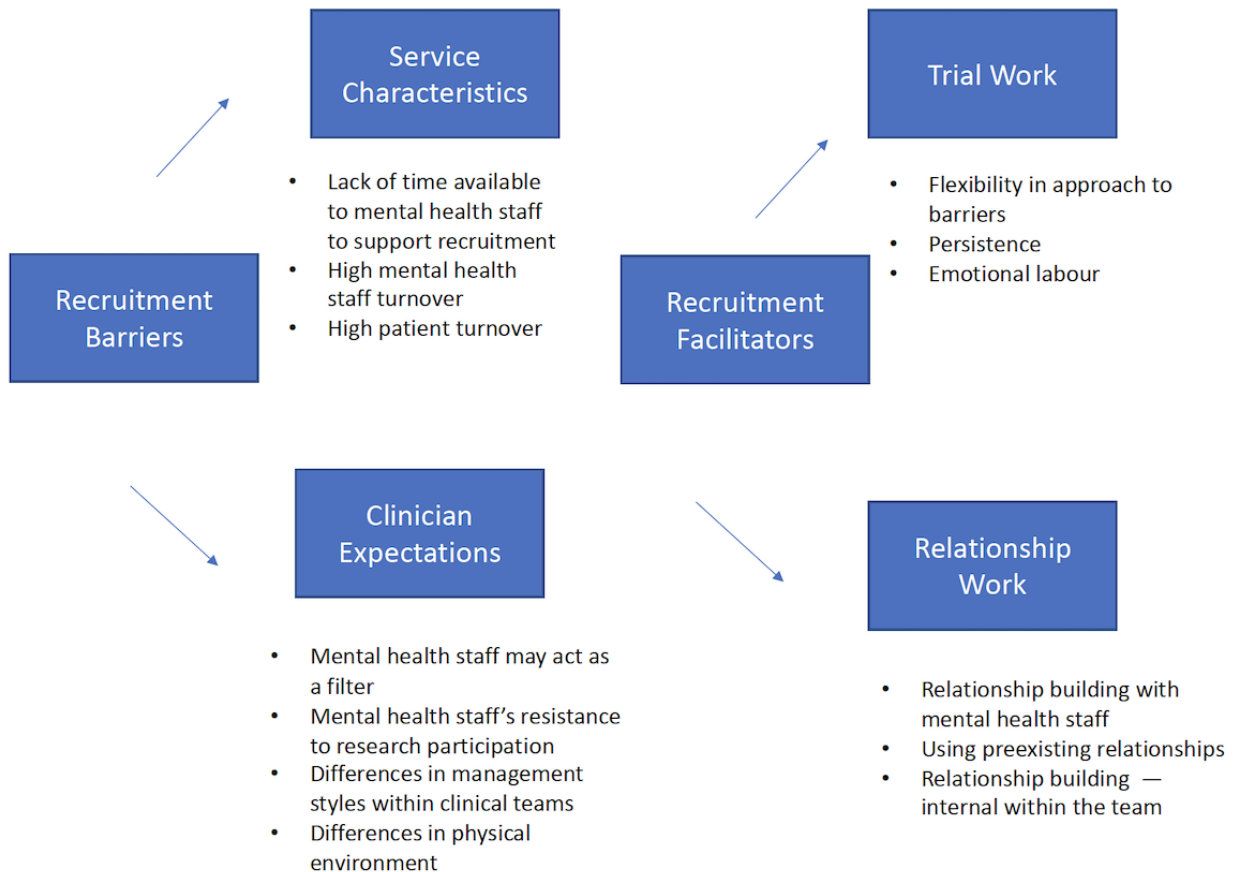 Service
Characteristics
• Lack of time available
to mental health staff
to support recruitment
• High mental health
staff turnover
• High patient turnover
Recruitment
Barriers
Clinician
Expectations
• Mental health staff may act as
a filter
• Mental health staff’s resistance
to research participation
• Differences in management
styles within clinical teams
• Differences in physical
environment
Trial Work
• Flexibility in approach to
barriers
• Persistence
• Emotional labour
Recruitment
Facilitators
Relationship
Work
• Relationship building with
mental health staff
• Using preexisting relationships
• Relationship building —
internal within the team